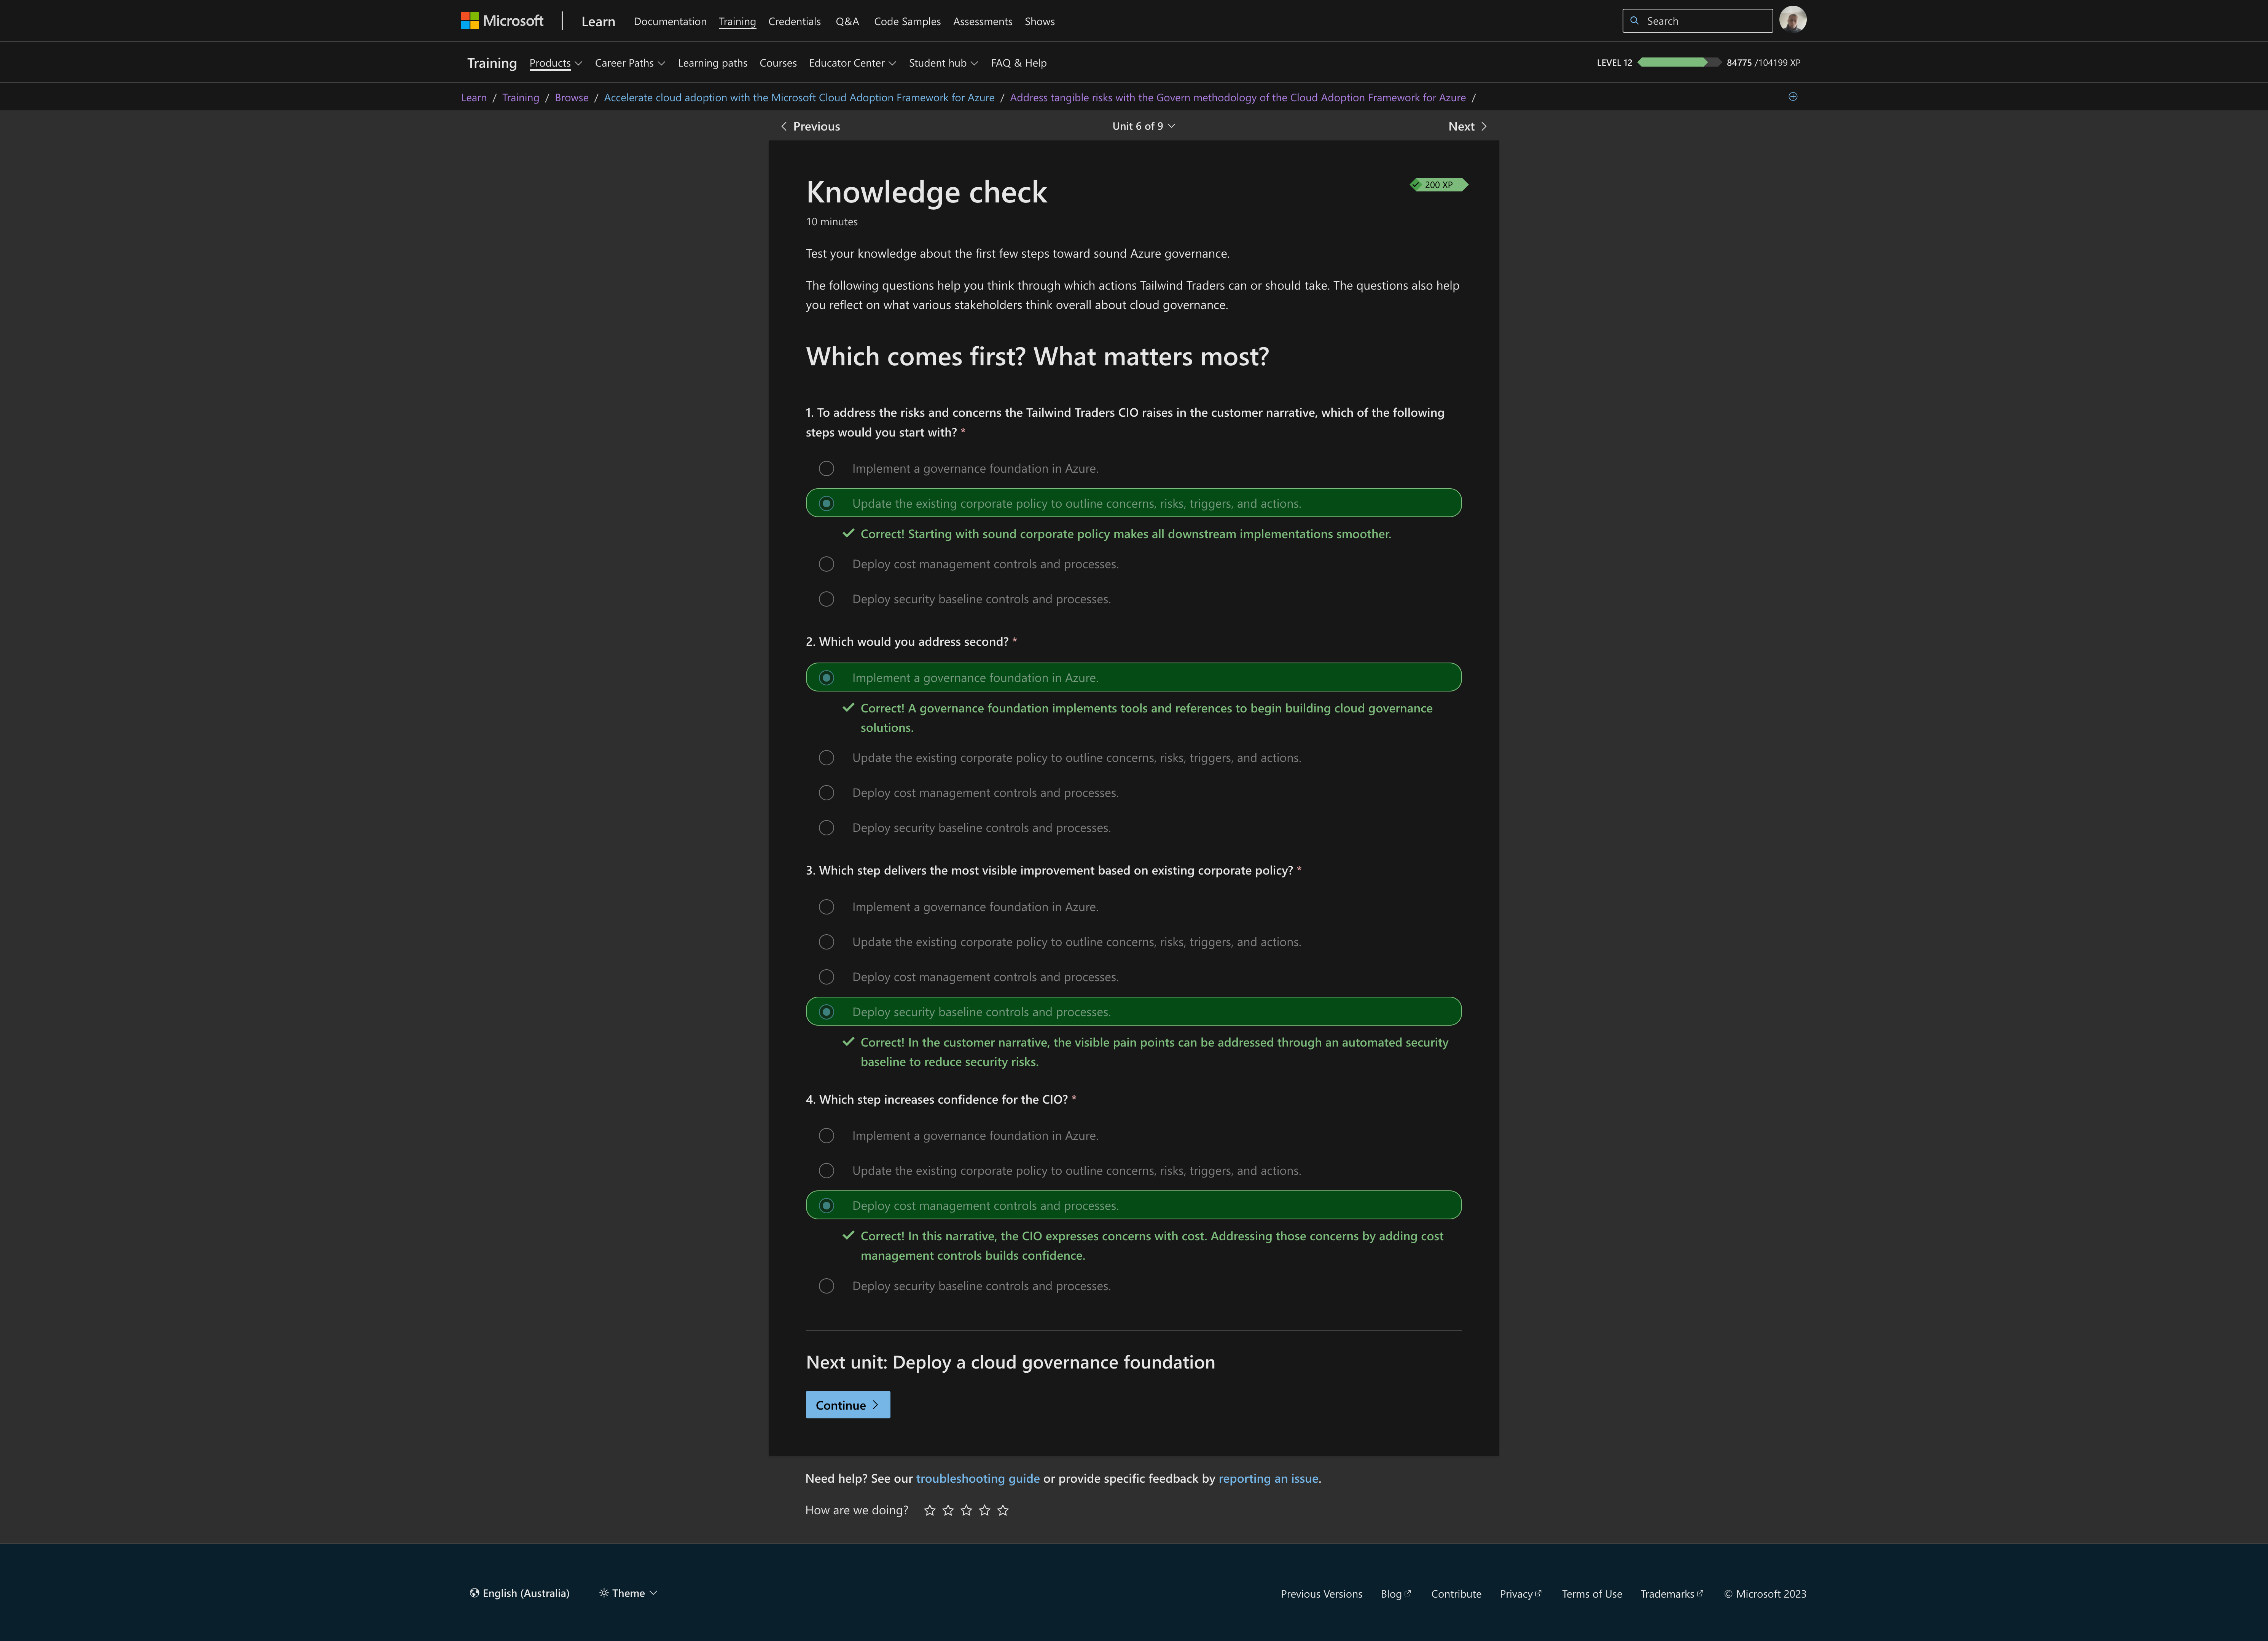 Microsoft Learn Documentation Training Credentials Q&A Code Samples Assessments Shows Search
Training Products Career Paths Learning paths Courses Educator Center Student hub FAQ & Help LEVEL 12 84775 /104199 XP
Learn / Training / Browse / Accelerate cloud adoption with the Microsoft Cloud Adoption Framework for Azure / Address tangible risks with the Govern methodology of the Cloud Adoption Framework for Azure /
Previous Unit 6 of 9 Next
Knowledge check
200 XP
10 minutes
Test your knowledge about the first few steps toward sound Azure governance.
The following questions help you think through which actions Tailwind Traders can or should take. The questions also help
you reflect on what various stakeholders think overall about cloud governance.
Which comes first? What matters most?
1. To address the risks and concerns the Tailwind Traders CIO raises in the customer narrative, which of the following
steps would you start with? *
Implement a governance foundation in Azure.
Update the existing corporate policy to outline concerns, risks, triggers, and actions.
Correct! Starting with sound corporate policy makes all downstream implementations smoother.
Deploy cost management controls and processes.
Deploy security baseline controls and processes.
2. Which would you address second? *
Implement a governance foundation in Azure.
Correct! A governance foundation implements tools and references to begin building cloud governance
solutions.
Update the existing corporate policy to outline concerns, risks, triggers, and actions.
Deploy cost management controls and processes.
Deploy security baseline controls and processes.
3. Which step delivers the most visible improvement based on existing corporate policy? *
Implement a governance foundation in Azure.
Update the existing corporate policy to outline concerns, risks, triggers, and actions.
Deploy cost management controls and processes.
Deploy security baseline controls and processes.
Correct! In the customer narrative, the visible pain points can be addressed through an automated security
baseline to reduce security risks.
4. Which step increases confidence for the CIO? *
Implement a governance foundation in Azure.
Update the existing corporate policy to outline concerns, risks, triggers, and actions.
Deploy cost management controls and processes.
Correct! In this narrative, the CIO expresses concerns with cost. Addressing those concerns by adding cost
management controls builds confidence.
Deploy security baseline controls and processes.
Next unit: Deploy a cloud governance foundation
Continue
Need help? See our troubleshooting guide or provide specific feedback by reporting an issue.
How are we doing?
English (Australia) Theme Previous Versions Blog Contribute Privacy Terms of Use Trademarks © Microsoft 2023